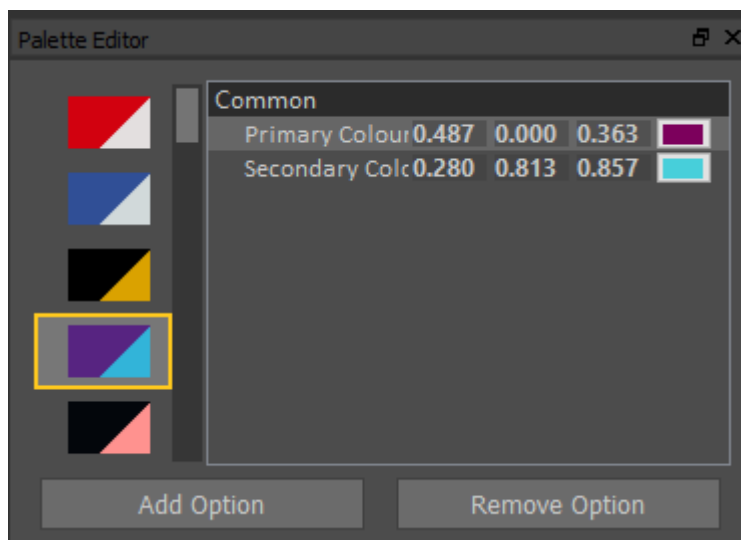 Palette Editor
Common
Primary Colour 0.487 0.000 0.363
Secondary Colc 0.280 0.813 0.857
Add Option Remove Option